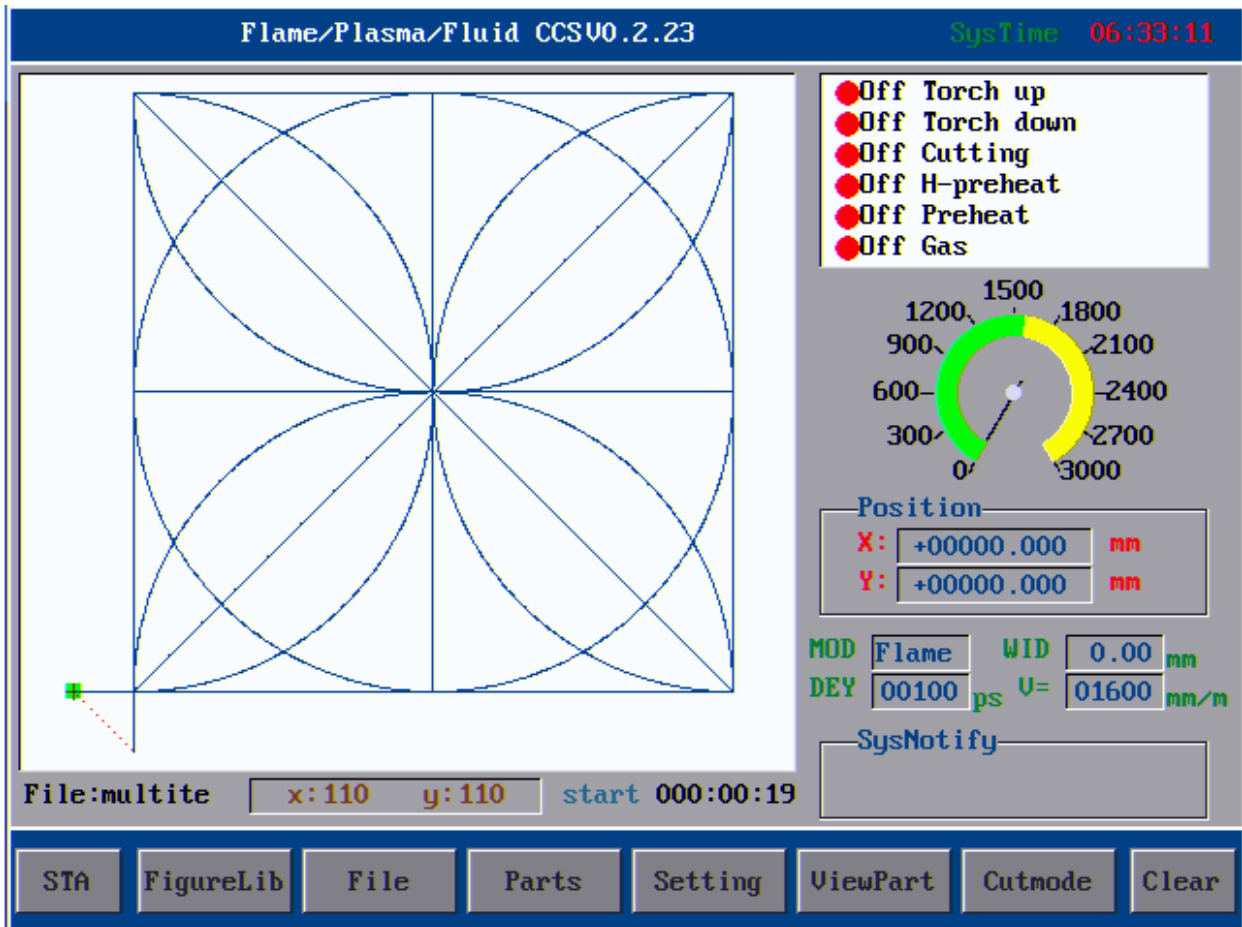 Flame/Plasma/Fluid CCSV0.2.23 SysTime 06:33:11
Off Torch up
Off Torch down
Off Cutting
Off H-preheat
Off Preheat
Off Gas
1500
1200 1800
900 2100
600 2400
300 2700
0 3000
Position
X: +00000.000 mm
Y: +00000.000 mm
MOD Flame WID 0.00 mm
DEY 00100 ps V= 01600 mm/m
SysNotify
File:multite x:110 y:110 start 000:00:19
STA FigureLib File Parts Setting ViewPart Cutmode Clear